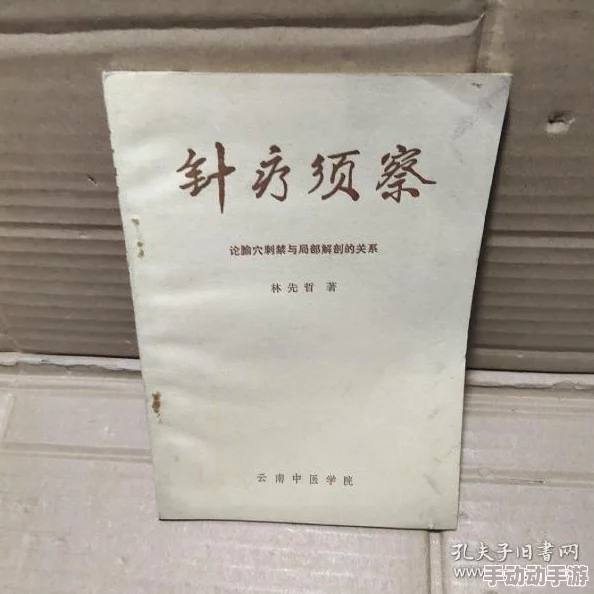 针疗须察
论腧穴刺禁与局部解剖的关系
林先哲 著
云南中医学院
孔夫子旧书网
手动动手游